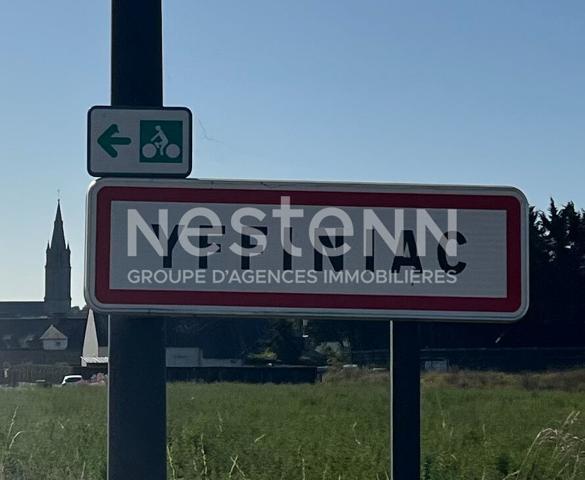 YFFINIAC
nestenn
GROUPE D'AGENCES IMMOBILIÈRES